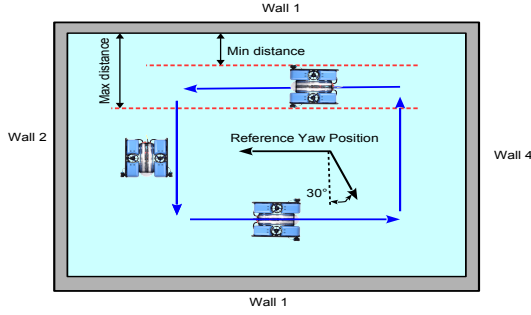 Wall 1
Min distance
Max distance
Wall 2
Reference Yaw Position
Wall 4
30°
Wall 1